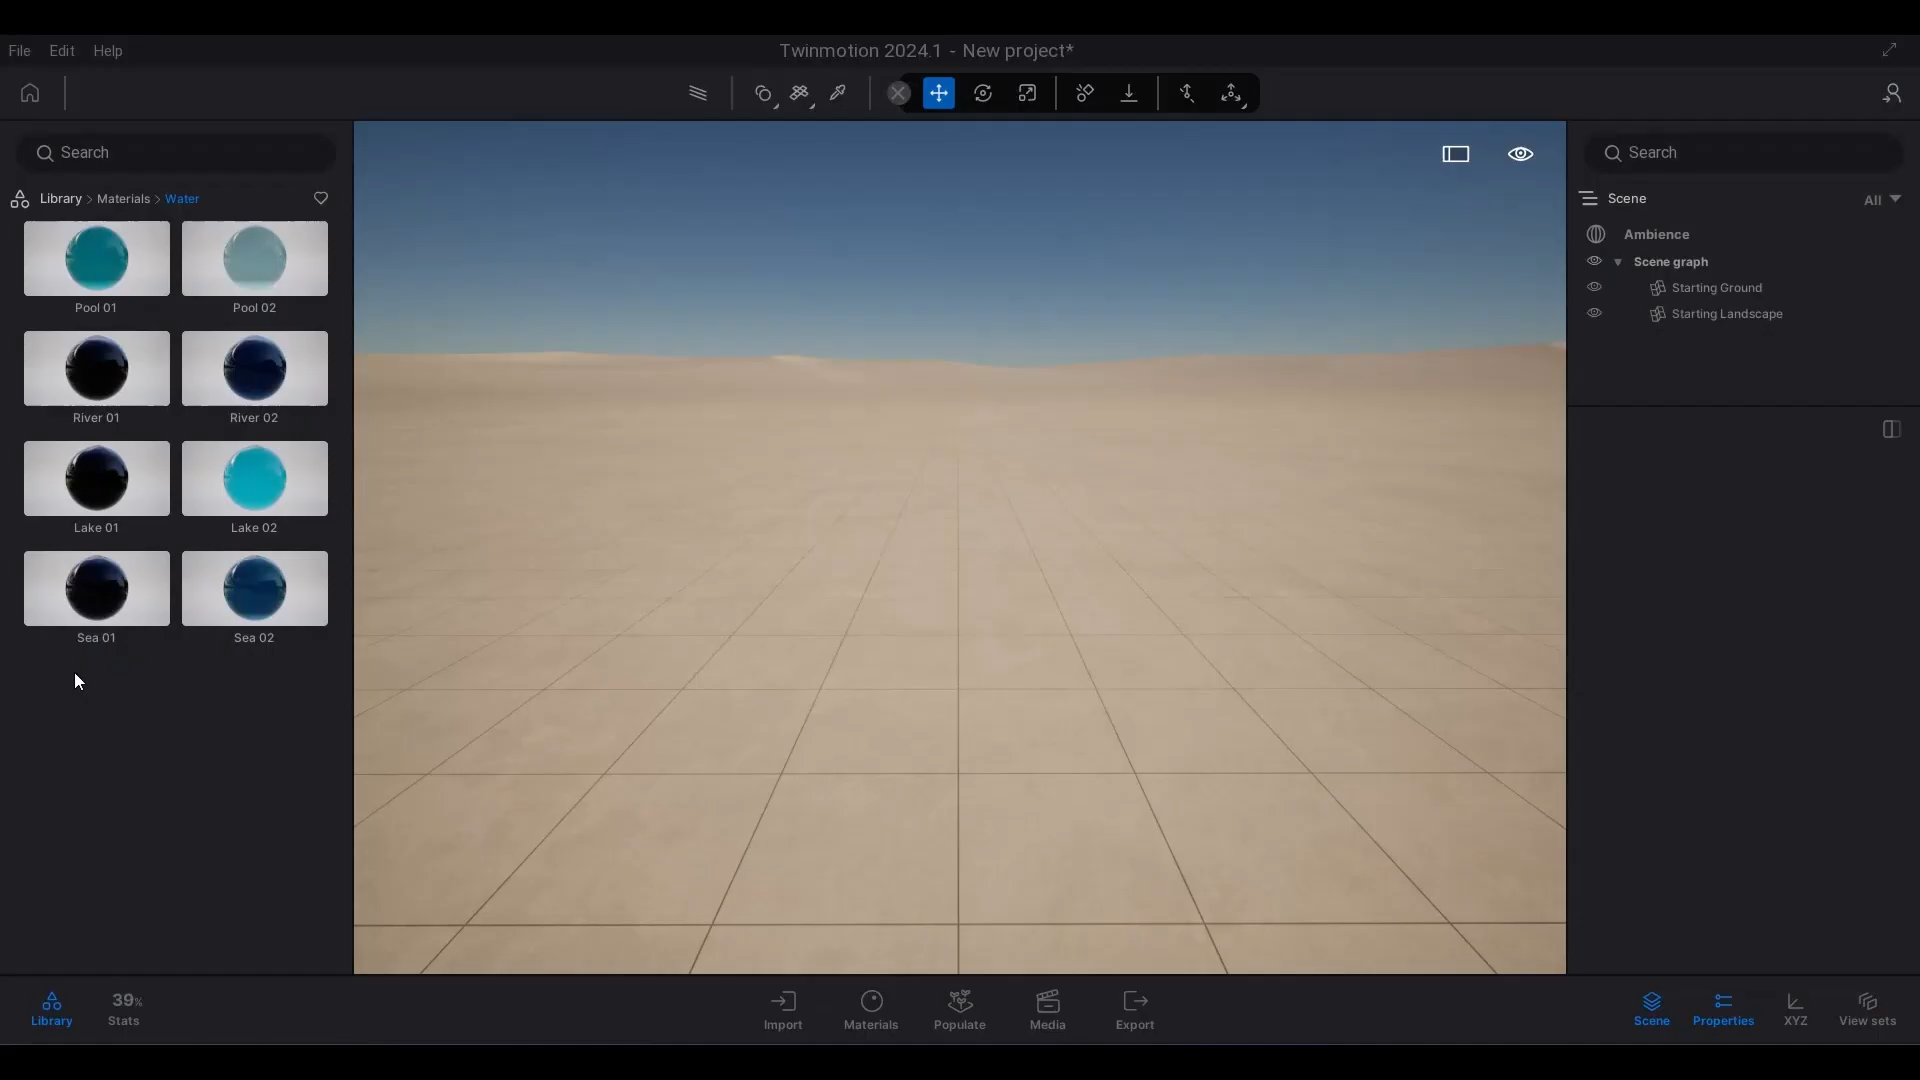 File Edit Help
Twinmotion 2024.1 - New project*
Search
Library > Materials > Water
Pool 01 Pool 02
River 01 River 02
Lake 01 Lake 02
Sea 01 Sea 02
Search
Scene All
Ambience
Scene graph
Starting Ground
Starting Landscape
Library
39%
Stats
Import
Materials
Populate
Media
Export
Scene
Properties
XYZ
View sets